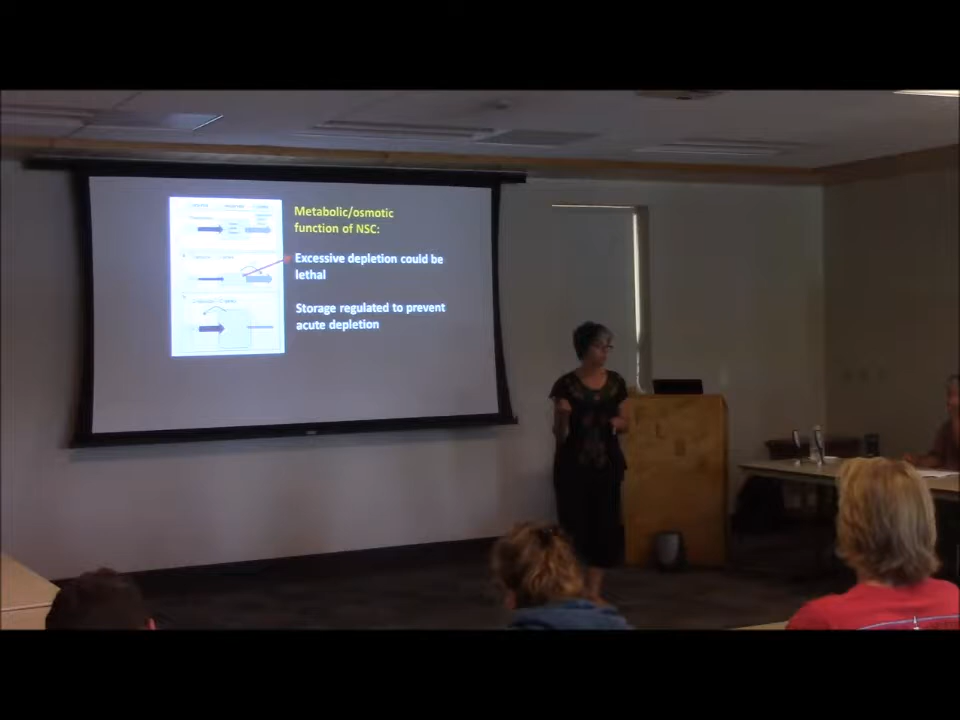 Metabolic/osmotic
function of NSC:
Excessive depletion could be
lethal
Storage regulated to prevent
acute depletion